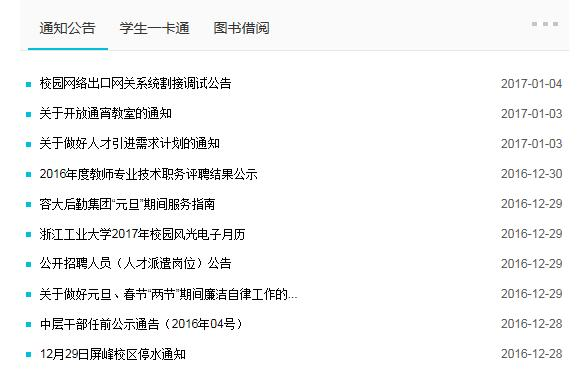 通知公告 学生一卡通 图书借阅
校园网络出口网关系统割接调试公告 2017-01-04
关于开放通宵教室的通知 2017-01-03
关于做好人才引进需求计划的通知 2017-01-03
2016年度教师专业技术职务评聘结果公示 2016-12-30
容大后勤集团“元旦”期间服务指南 2016-12-29
浙江工业大学2017年校园风光电子月历 2016-12-29
公开招聘人员（人才派遣岗位）公告 2016-12-29
关于做好元旦、春节“两节”期间廉洁自律工作的... 2016-12-29
中层干部任前公示通告（2016年04号） 2016-12-28
12月29日屏峰校区停水通知 2016-12-28